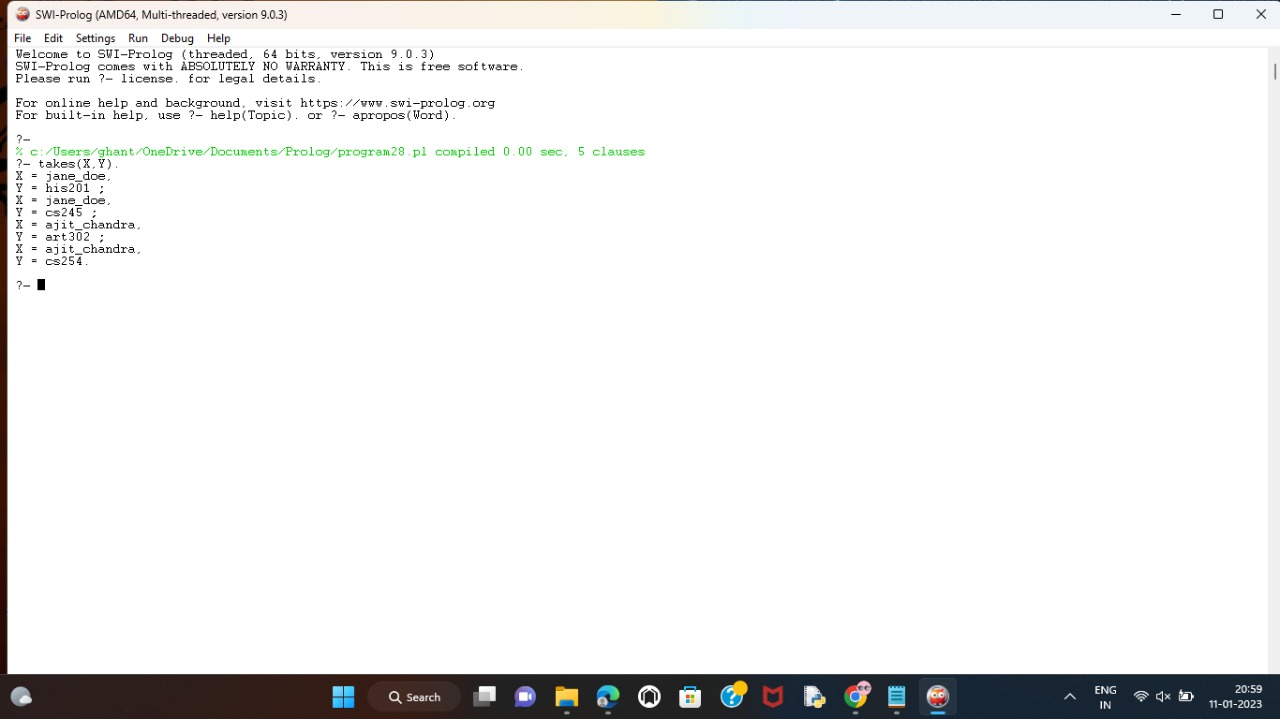 SWI-Prolog (AMD64, Multi-threaded, version 9.0.3)
File Edit Settings Run Debug Help
Welcome to SWI-Prolog (threaded, 64 bits, version 9.0.3)
SWI-Prolog comes with ABSOLUTELY NO WARRANTY. This is free software.
Please run ?- license. for legal details.
For online help and background, visit https://www.swi-prolog.org
For built-in help, use ?- help(Topic). or ?- apropos(Word).
?-
% c:/Users/ghant/OneDrive/Documents/Prolog/program28.pl compiled 0.00 sec, 5 clauses
?- takes(X,Y).
X = jane_doe,
Y = his201 ;
X = jane_doe,
Y = cs245 ;
X = ajit_chandra,
Y = art302 ;
X = ajit_chandra,
Y = cs254.
?-
Search
ENG
IN
20:59
11-01-2023